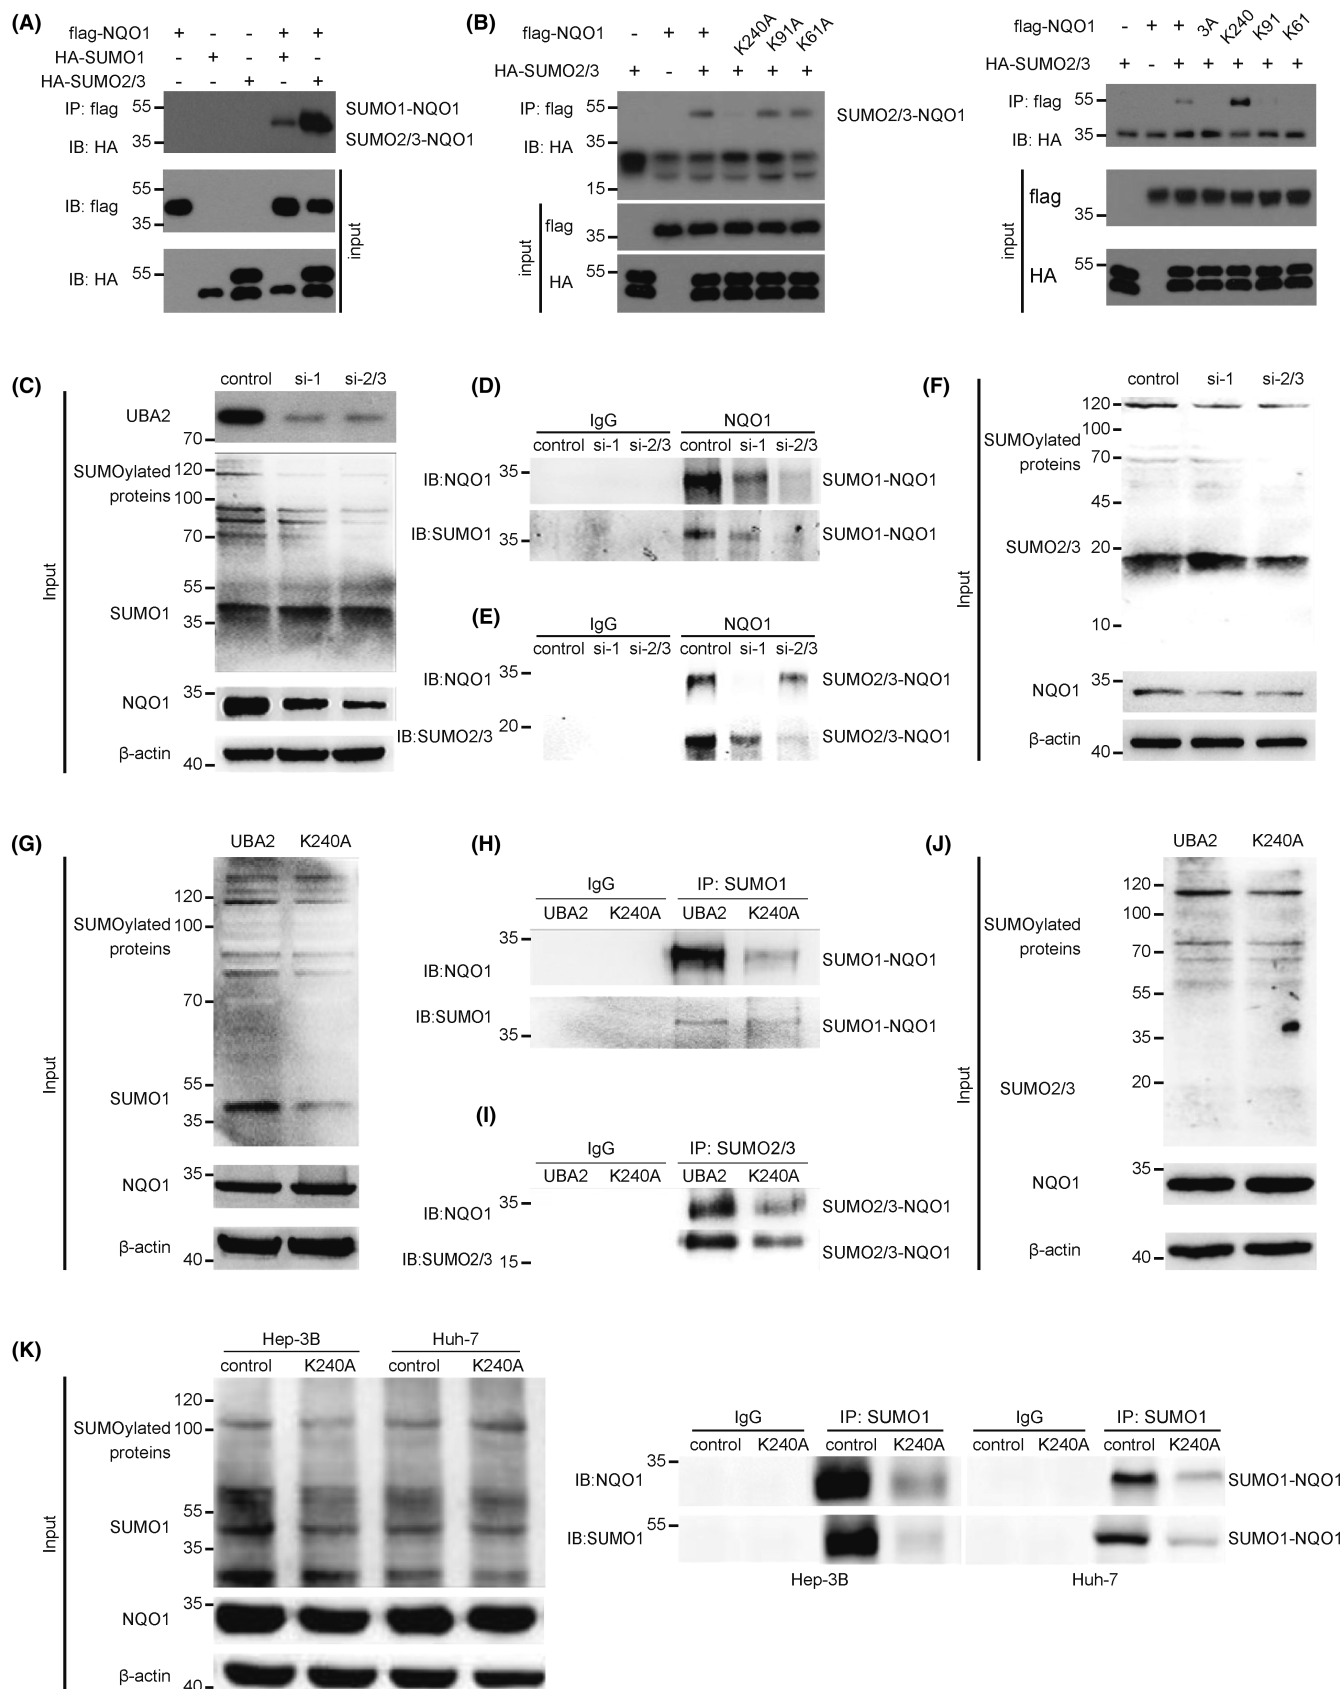 (A)
flag-NQO1 + - - + +
HA-SUMO1 - + - + -
HA-SUMO2/3 - - + - +
IP: flag 55
IB: HA 35
SUMO1-NQO1
SUMO2/3-NQO1
IB: flag 55
35
IB: HA 55
input
(B)
flag-NQO1 - + + K240A K91A K61A
HA-SUMO2/3 + - + + + +
IP: flag 55
IB: HA 35
15
SUMO2/3-NQO1
flag 35
HA 55
input
flag-NQO1 - + + 3A K240 K91 K61
HA-SUMO2/3 + - + + + + +
IP: flag 55
IB: HA 35
flag 35
HA 55
input
(C)
control si-1 si-2/3
UBA2
70
SUMOylated proteins
120
100
70
55
SUMO1
35
NQO1 35
β-actin 40
Input
(D)
IgG NQO1
control si-1 si-2/3 control si-1 si-2/3
IB:NQO1 35 SUMO1-NQO1
IB:SUMO1 35 SUMO1-NQO1
(E)
IgG NQO1
control si-1 si-2/3 control si-1 si-2/3
IB:NQO1 35 SUMO2/3-NQO1
20
IB:SUMO2/3 SUMO2/3-NQO1
(F)
control si-1 si-2/3
120
SUMOylated proteins
100
70
45
SUMO2/3 20
10
NQO1 35
β-actin 40
Input
(G)
UBA2 K240A
120
SUMOylated proteins
100
70
55
SUMO1
35
NQO1 35
β-actin 40
Input
(H)
IgG IP: SUMO1
UBA2 K240A UBA2 K240A
35
IB:NQO1 SUMO1-NQO1
IB:SUMO1 SUMO1-NQO1
35
(I)
IgG IP: SUMO2/3
UBA2 K240A UBA2 K240A
IB:NQO1 35 SUMO2/3-NQO1
IB:SUMO2/3 15 SUMO2/3-NQO1
(J)
UBA2 K240A
120
SUMOylated proteins
100
70
55
35
SUMO2/3 20
NQO1 35
β-actin 40
Input
(K)
Hep-3B Huh-7
control K240A control K240A
120
SUMOylated proteins
100
55
SUMO1
35
NQO1 35
β-actin
40
Input
IgG IP: SUMO1 IgG IP: SUMO1
control K240A control K240A control K240A control K240A
35
IB:NQO1 SUMO1-NQO1
55
IB:SUMO1 SUMO1-NQO1
Hep-3B Huh-7